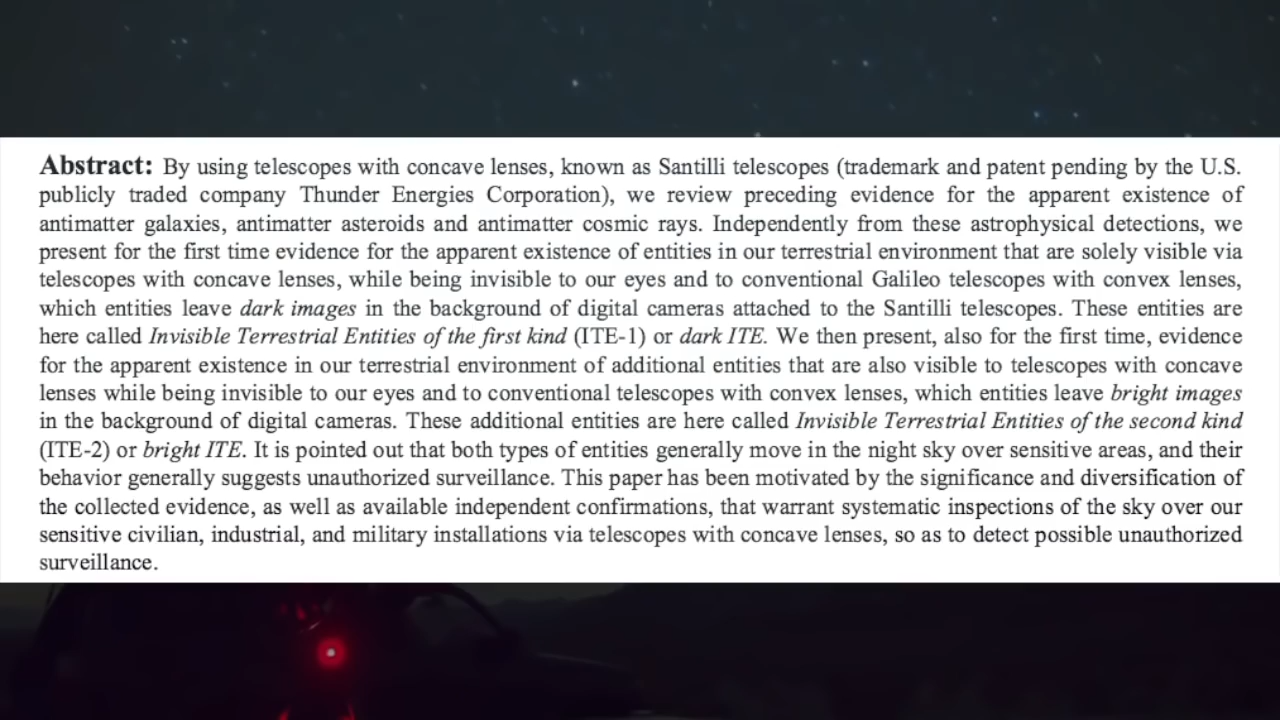 Abstract: By using telescopes with concave lenses, known as Santilli telescopes (trademark and patent pending by the U.S.
publicly traded company Thunder Energies Corporation), we review preceding evidence for the apparent existence of
antimatter galaxies, antimatter asteroids and antimatter cosmic rays. Independently from these astrophysical detections, we
present for the first time evidence for the apparent existence of entities in our terrestrial environment that are solely visible via
telescopes with concave lenses, while being invisible to our eyes and to conventional Galileo telescopes with convex lenses,
which entities leave dark images in the background of digital cameras attached to the Santilli telescopes. These entities are
here called Invisible Terrestrial Entities of the first kind (ITE-1) or dark ITE. We then present, also for the first time, evidence
for the apparent existence in our terrestrial environment of additional entities that are also visible to telescopes with concave
lenses while being invisible to our eyes and to conventional telescopes with convex lenses, which entities leave bright images
in the background of digital cameras. These additional entities are here called Invisible Terrestrial Entities of the second kind
(ITE-2) or bright ITE. It is pointed out that both types of entities generally move in the night sky over sensitive areas, and their
behavior generally suggests unauthorized surveillance. This paper has been motivated by the significance and diversification of
the collected evidence, as well as available independent confirmations, that warrant systematic inspections of the sky over our
sensitive civilian, industrial, and military installations via telescopes with concave lenses, so as to detect possible unauthorized
surveillance.